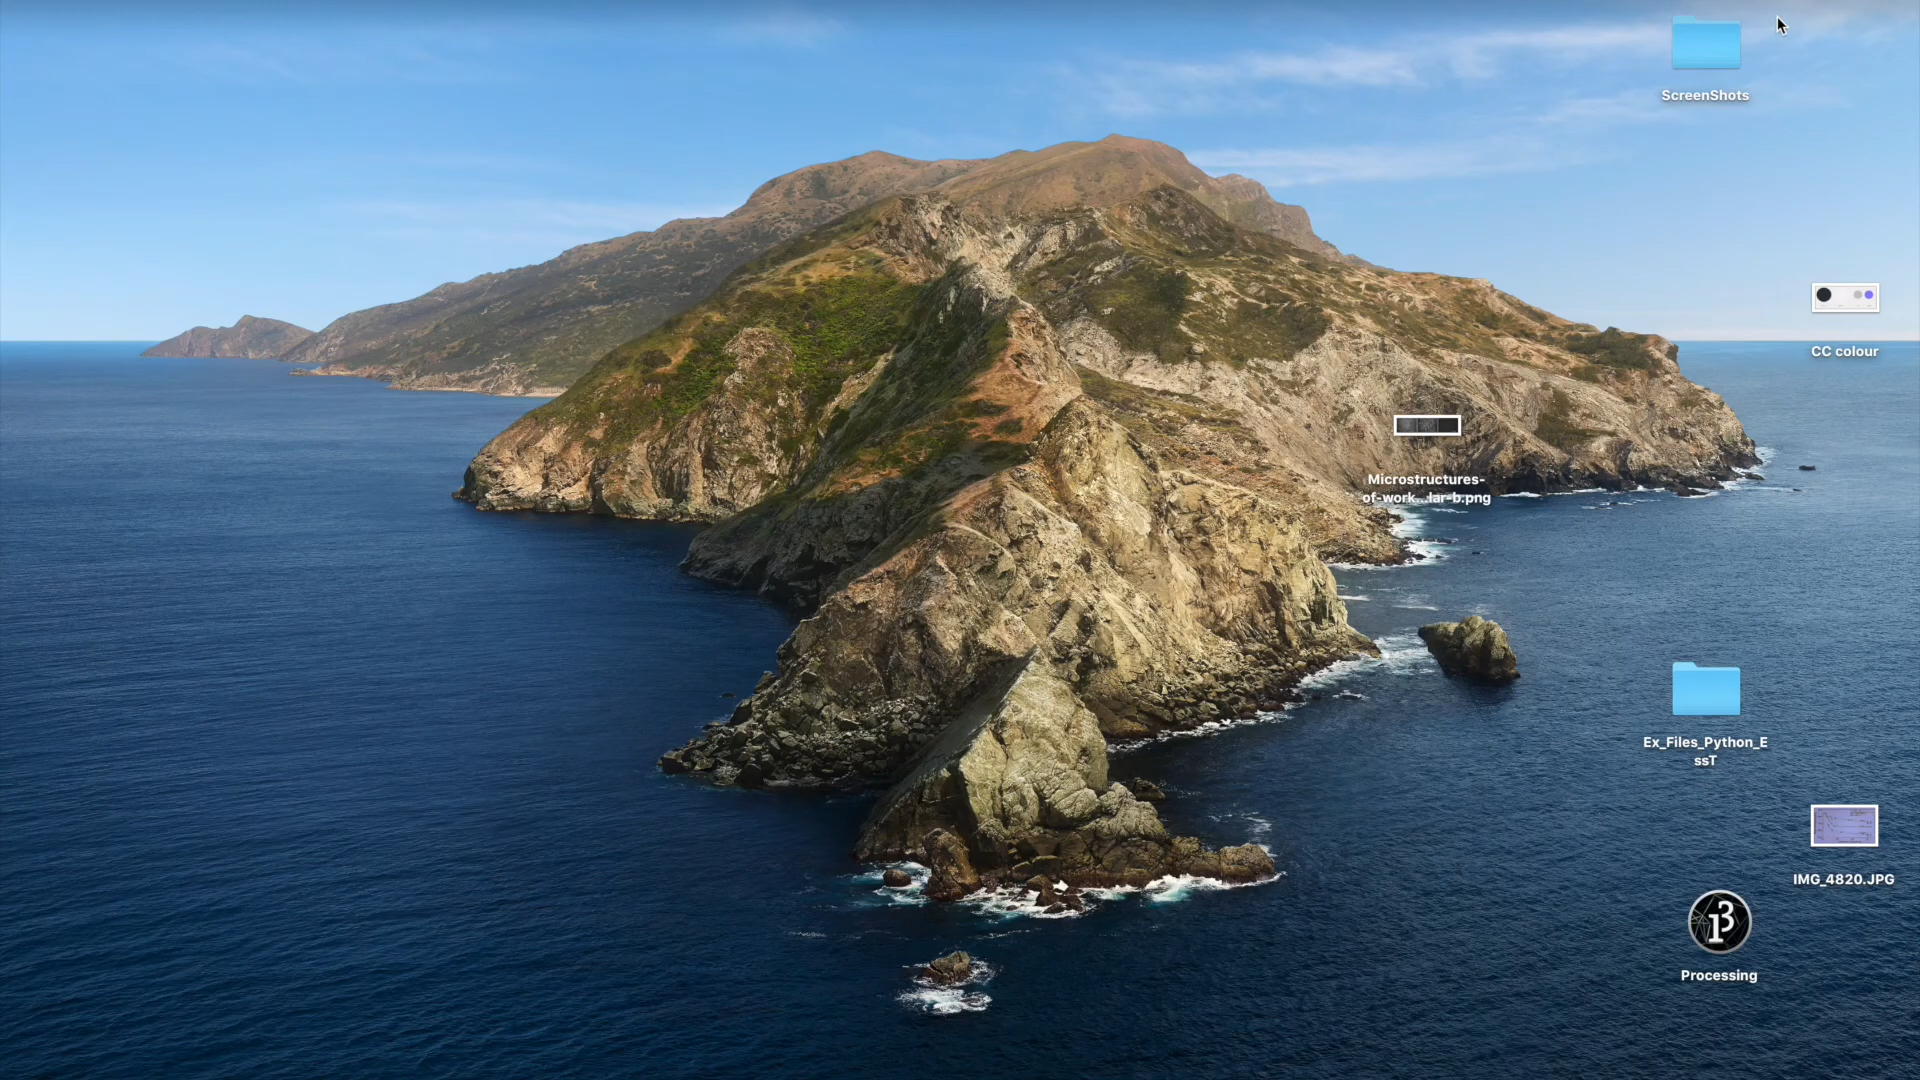 ScreenShots
CC colour
Microstructures-
of-work...lar-b.png
Ex_Files_Python_E
ssT
IMG_4820.JPG
Processing